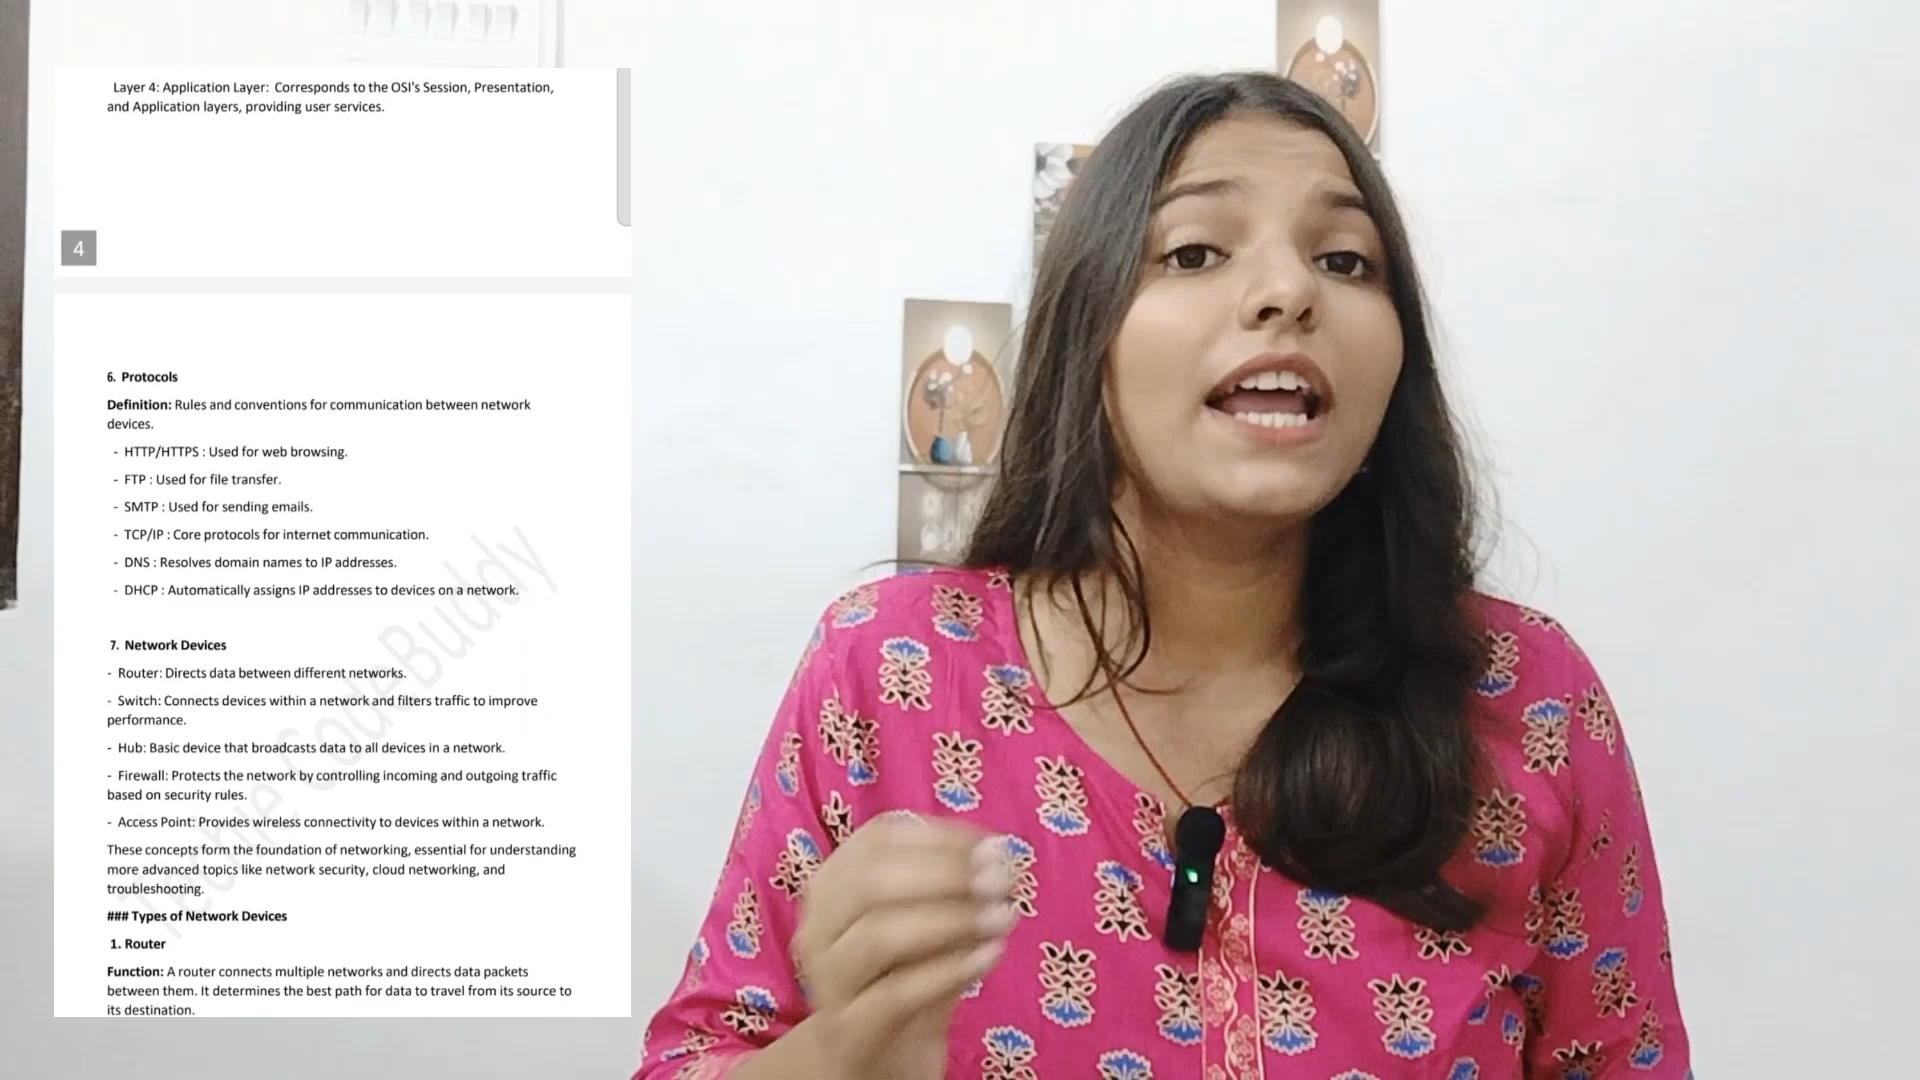 Layer 4: Application Layer: Corresponds to the OSI's Session, Presentation,
and Application layers, providing user services.
4
6. Protocols
Definition: Rules and conventions for communication between network
devices.
- HTTP/HTTPS : Used for web browsing.
- FTP : Used for file transfer.
- SMTP : Used for sending emails.
- TCP/IP : Core protocols for internet communication.
- DNS : Resolves domain names to IP addresses.
- DHCP : Automatically assigns IP addresses to devices on a network.
7. Network Devices
- Router: Directs data between different networks.
- Switch: Connects devices within a network and filters traffic to improve
performance.
- Hub: Basic device that broadcasts data to all devices in a network.
- Firewall: Protects the network by controlling incoming and outgoing traffic
based on security rules.
- Access Point: Provides wireless connectivity to devices within a network.
These concepts form the foundation of networking, essential for understanding
more advanced topics like network security, cloud networking, and
troubleshooting.
### Types of Network Devices
1. Router
Function: A router connects multiple networks and directs data packets
between them. It determines the best path for data to travel from its source to
its destination.
Techie CodeBuddy